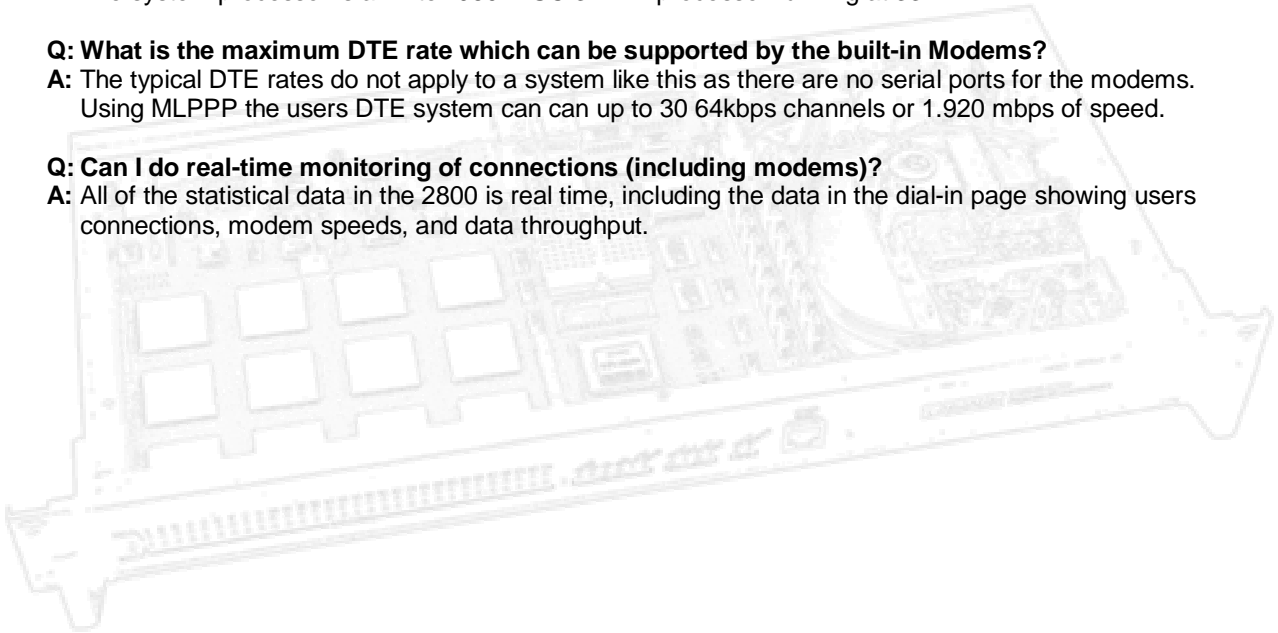 Q: What is the maximum DTE rate which can be supported by the built-in Modems?
A: The typical DTE rates do not apply to a system like this as there are no serial ports for the modems.
Using MLPPP the users DTE system can can up to 30 64kbps channels or 1.920 mbps of speed.
Q: Can I do real-time monitoring of connections (including modems)?
A: All of the statistical data in the 2800 is real time, including the data in the dial-in page showing users
connections, modem speeds, and data throughput.